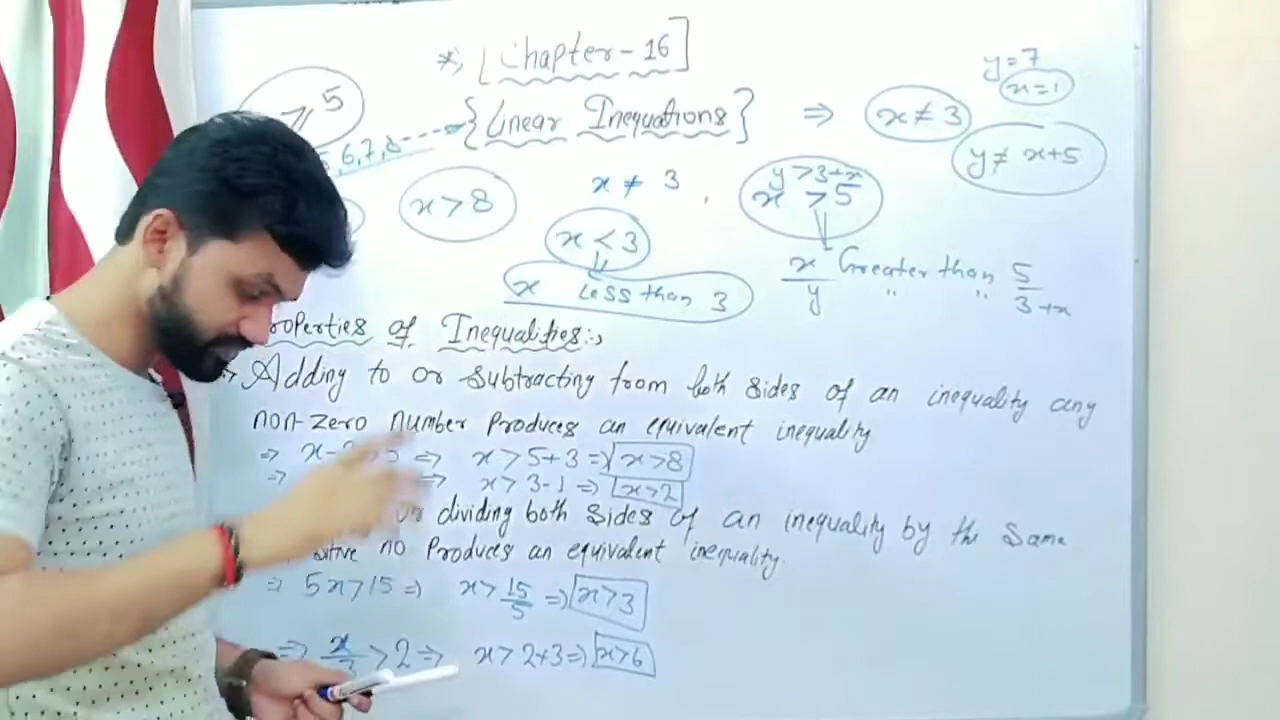 *) [Chapter-16]
y=7
x=1
> 5
{Linear Inequations} ⇒ x≠3
6,7,8---
y≠ x+5
x>8
x ≠ 3 ,
y >3+x
x >5
x < 3
x Less than 3
x Greater than 5
y " " 3+x
Properties of Inequalities:→
Adding to or Subtracting from both sides of an inequality any
non-zero number Produces an equivalent inequality
⇒ ⇒ x>5+3 ⇒ x>8
⇒ ⇒ x>3-1 ⇒ x>2
or dividing both Sides of an inequality by the Same
no Produces an equivalent inequality.
⇒ 5x>15 ⇒ x>15/5 ⇒ x>3
⇒ x/3 >2 ⇒ x>2+3 ⇒ x>6